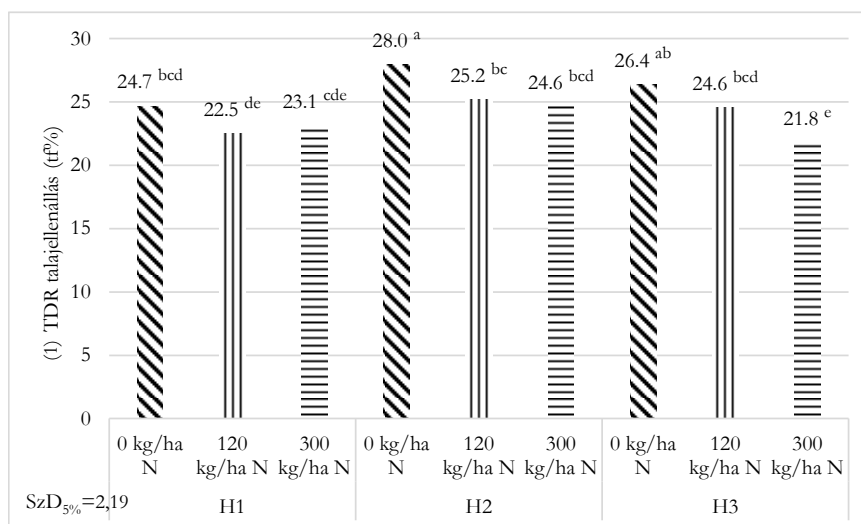 30
25
20
15
10
5
0
(1) TDR talajellenállás (tf%)
24.7 bcd
22.5 de
23.1 cde
28.0 a
25.2 bc
24.6 bcd
26.4 ab
24.6 bcd
21.8 e
0 kg/ha N
120 kg/ha N
300 kg/ha N
0 kg/ha N
120 kg/ha N
300 kg/ha N
0 kg/ha N
120 kg/ha N
300 kg/ha N
SzD5%=2,19
H1
H2
H3